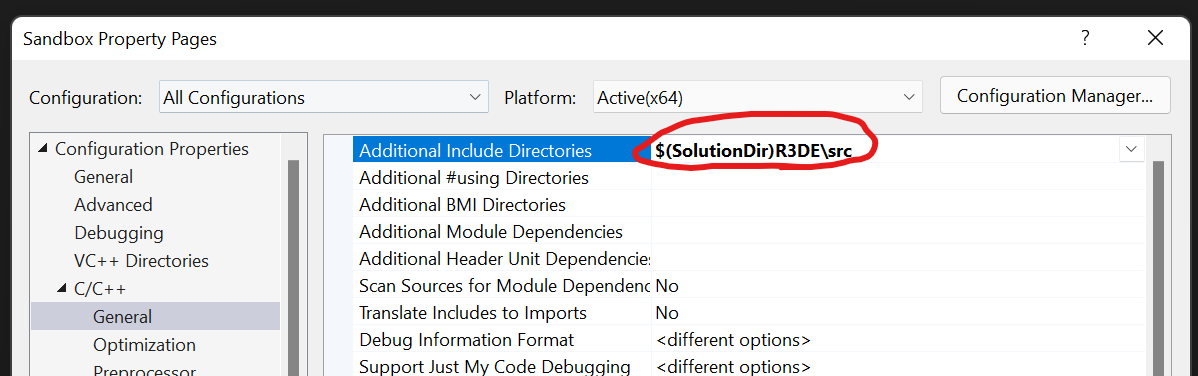 Sandbox Property Pages
Configuration: All Configurations Platform: Active(x64) Configuration Manager...
Configuration Properties
General
Advanced
Debugging
VC++ Directories
C/C++
General
Optimization
Preprocessor
Additional Include Directories $(SolutionDir)R3DE\src
Additional #using Directories
Additional BMI Directories
Additional Module Dependencies
Additional Header Unit Dependencies
Scan Sources for Module Dependenc No
Translate Includes to Imports No
Debug Information Format <different options>
Support Just My Code Debugging <different options>